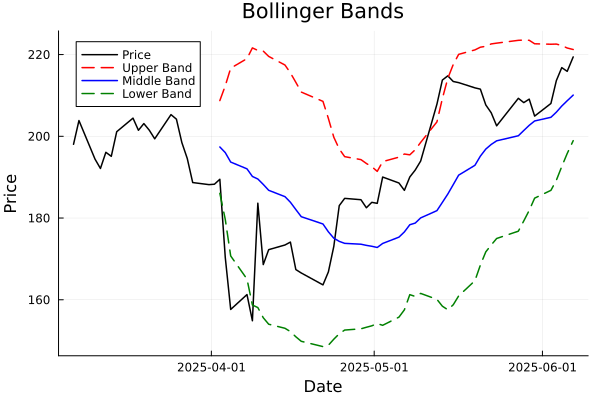 Bollinger Bands
Price
Upper Band
Middle Band
Lower Band
220
200
180
160
Price
2025-04-01
2025-05-01
2025-06-01
Date